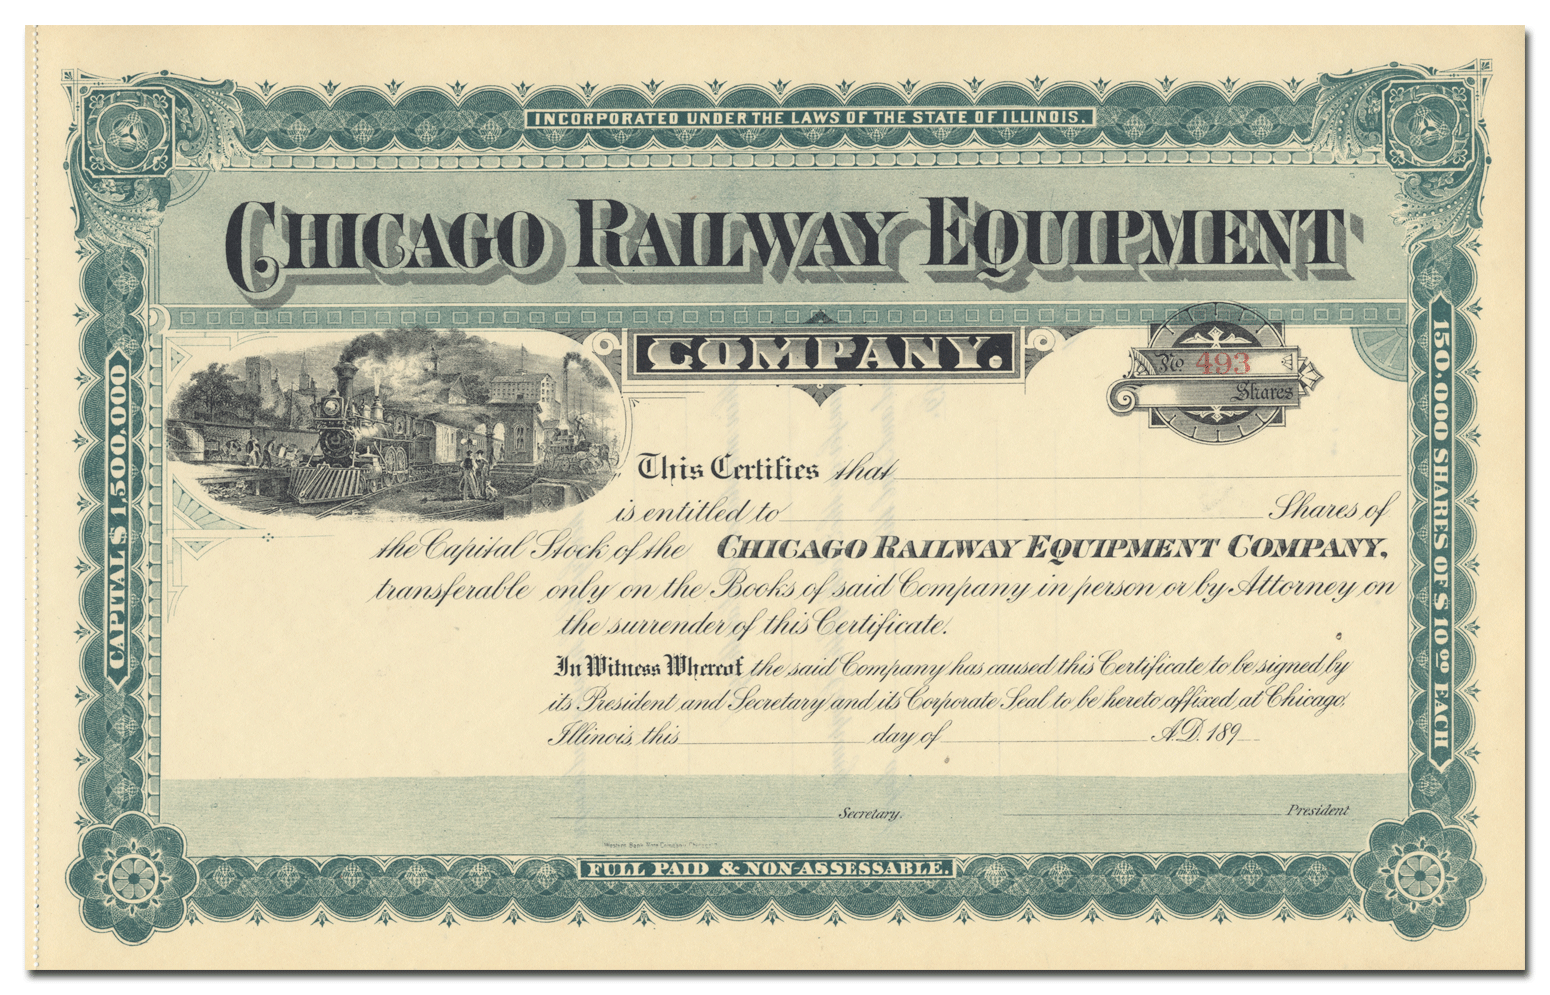 INCORPORATED UNDER THE LAWS OF THE STATE OF ILLINOIS.
CHICAGO RAILWAY EQUIPMENT
COMPANY.
No 493
Shares
CAPITAL $ 1.500.000
150.000 SHARES OF $ 10 00 EACH
This Certifies that
is entitled to Shares of
the Capital Stock of the CHICAGO RAILWAY EQUIPMENT COMPANY,
transferable only on the Books of said Company in person or by Attorney on
the surrender of this Certificate.
In Witness Whereof the said Company has caused this Certificate to be signed by
its President and Secretary and its Corporate Seal to be hereto affixed at Chicago,
Illinois, this day of A.D. 189
Secretary. President
Western Bank Note Company Chicago
FULL PAID & NON-ASSESSABLE.